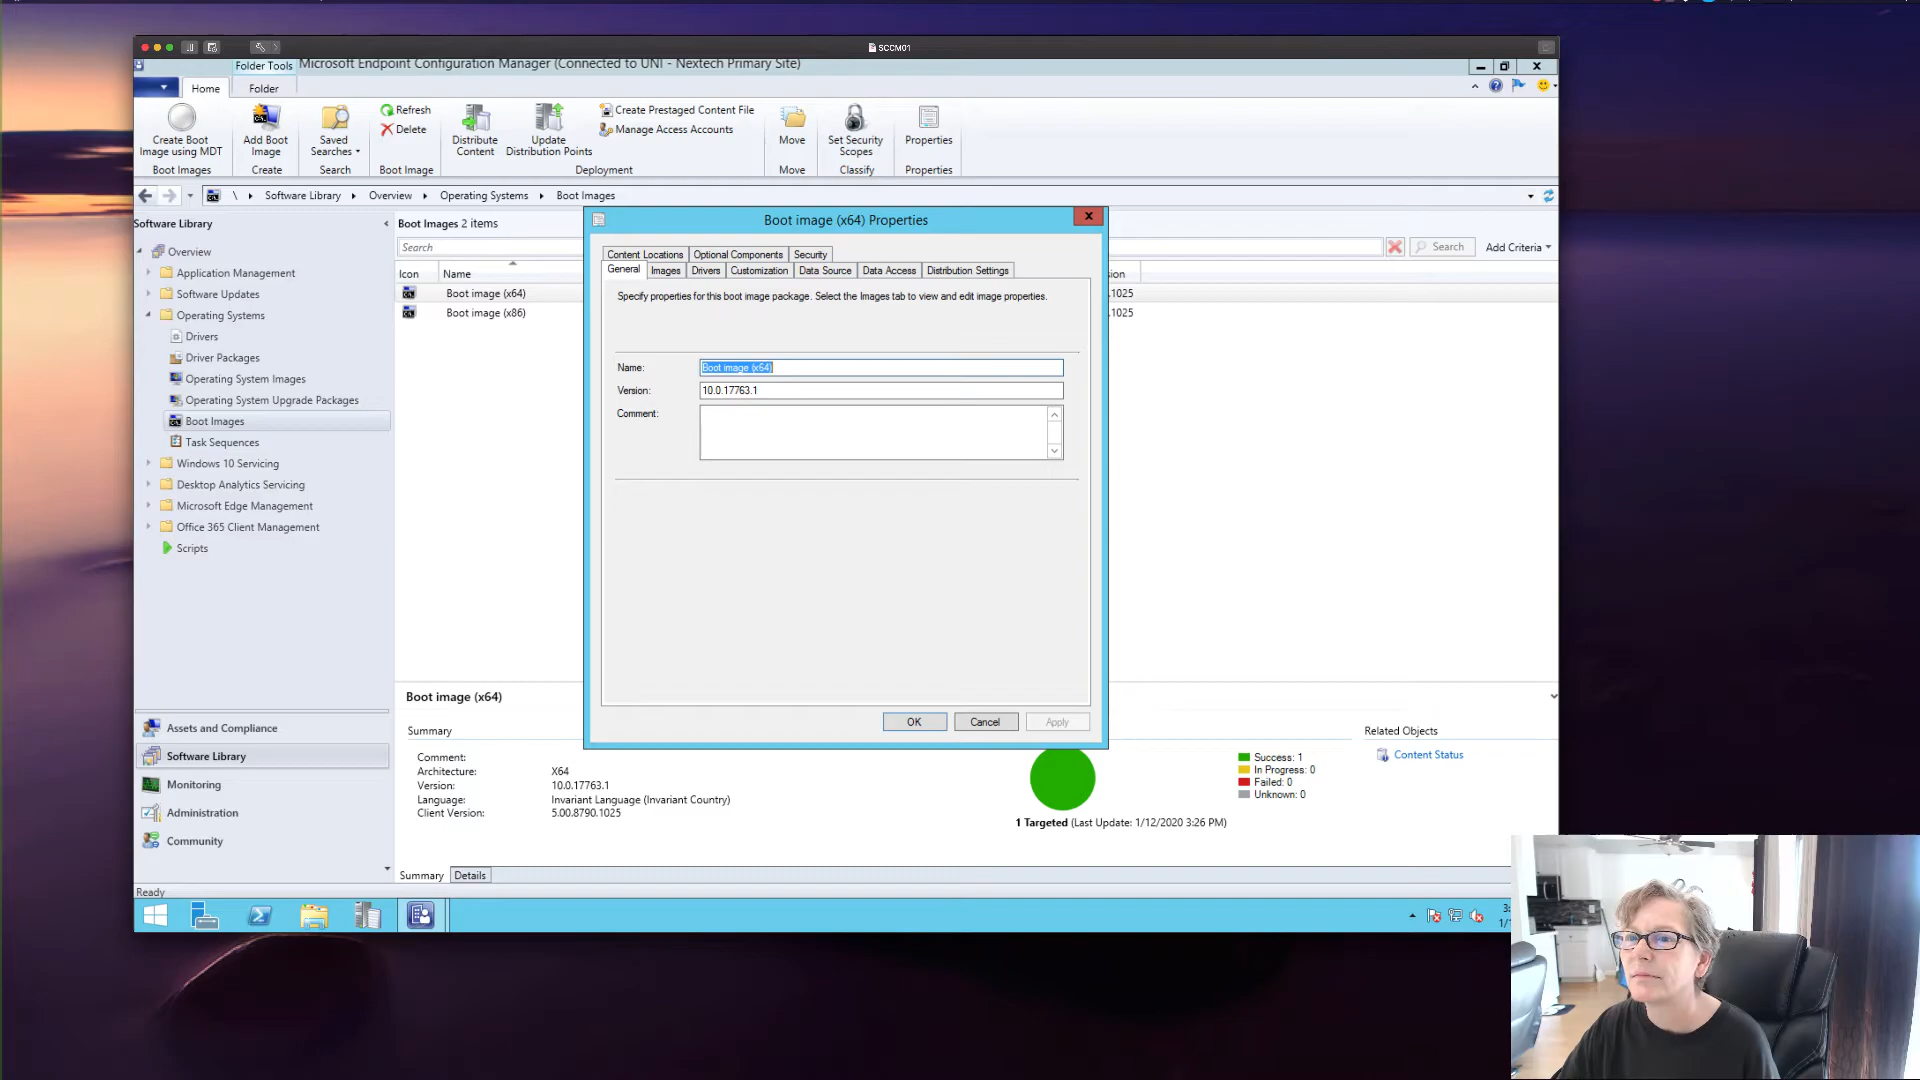 SCCM01
Folder Tools
Microsoft Endpoint Configuration Manager (Connected to UNI - Nextech Primary Site)
Home
Folder
Create Boot
Image using MDT
Boot Images
Add Boot
Image
Create
Saved
Searches
Search
Refresh
Delete
Boot Image
Distribute
Content
Update
Distribution Points
Create Prestaged Content File
Manage Access Accounts
Deployment
Move
Move
Set Security
Scopes
Classify
Properties
Properties
\ Software Library Overview Operating Systems Boot Images
Software Library
Overview
Application Management
Software Updates
Operating Systems
Drivers
Driver Packages
Operating System Images
Operating System Upgrade Packages
Boot Images
Task Sequences
Windows 10 Servicing
Desktop Analytics Servicing
Microsoft Edge Management
Office 365 Client Management
Scripts
Assets and Compliance
Software Library
Monitoring
Administration
Community
Ready
Boot Images 2 items
Search
Search
Add Criteria
Icon Name
Boot image (x64)
.1025
Boot image (x86)
.1025
Boot image (x64) Properties
Content Locations Optional Components Security
General Images Drivers Customization Data Source Data Access Distribution Settings
Specify properties for this boot image package. Select the Images tab to view and edit image properties.
Name: Boot image (x64)
Version: 10.0.17763.1
Comment:
OK Cancel Apply
Boot image (x64)
Summary
Comment:
Architecture: X64
Version: 10.0.17763.1
Language: Invariant Language (Invariant Country)
Client Version: 5.00.8790.1025
Success: 1
In Progress: 0
Failed: 0
Unknown: 0
1 Targeted (Last Update: 1/12/2020 3:26 PM)
Related Objects
Content Status
Summary Details